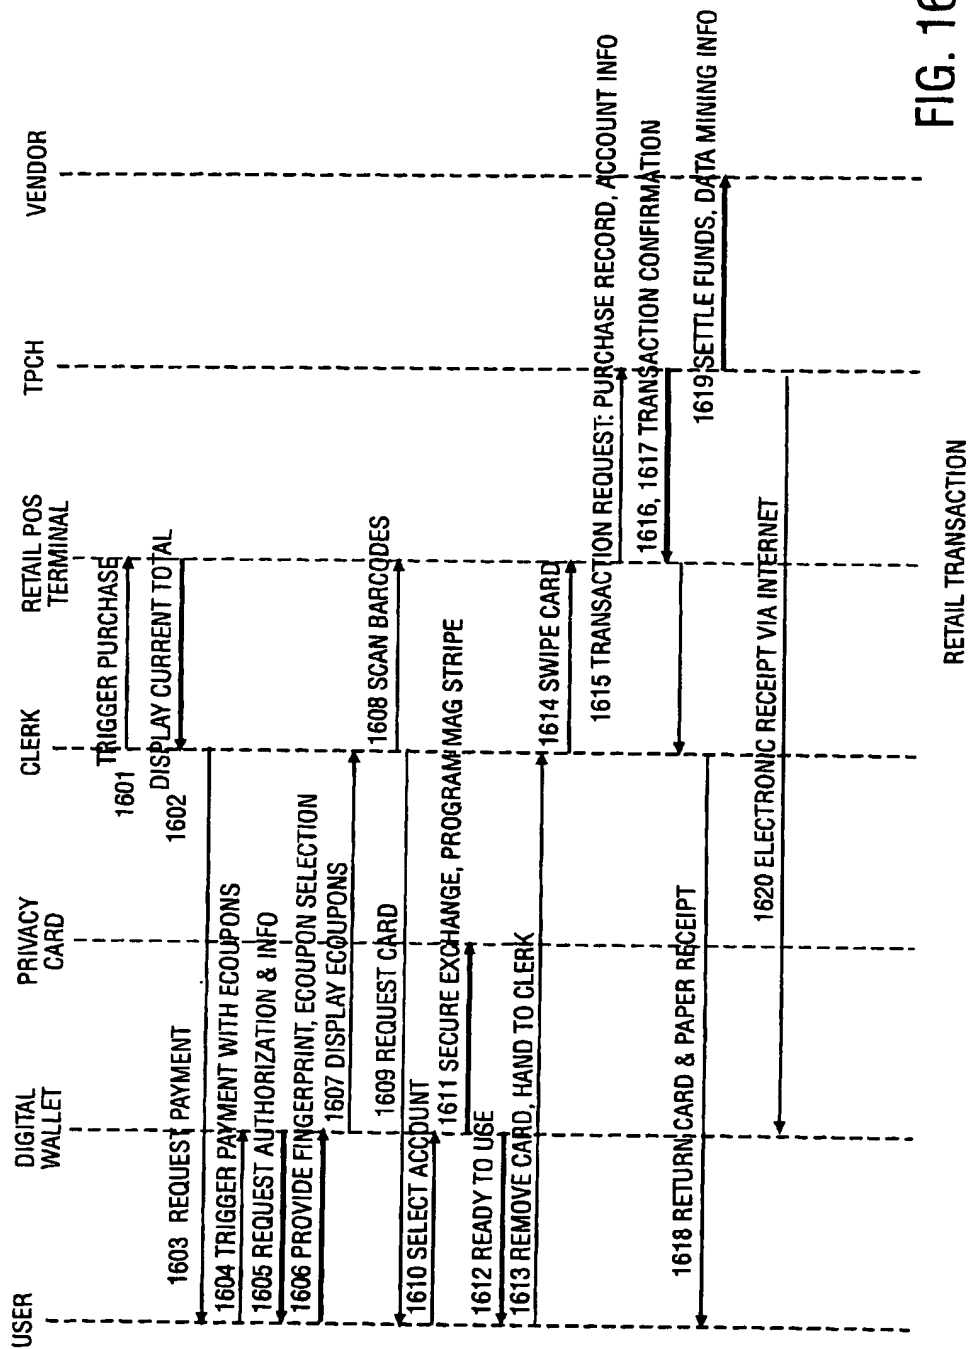 USER
DIGITAL
WALLET
PRIVACY
CARD
CLERK
RETAIL POS
TERMINAL
TPCH
VENDOR
TRIGGER PURCHASE
1601
DISPLAY CURRENT TOTAL
1602
1603 REQUEST PAYMENT
1604 TRIGGER PAYMENT WITH ECOUPONS
1605 REQUEST AUTHORIZATION & INFO
1606 PROVIDE FINGERPRINT, ECOUPON SELECTION
1607 DISPLAY ECOUPONS
1608 SCAN BARCODES
1609 REQUEST CARD
1610 SELECT ACCOUNT
1611 SECURE EXCHANGE, PROGRAM MAG STRIPE
1612 READY TO USE
1613 REMOVE CARD, HAND TO CLERK
1614 SWIPE CARD
1615 TRANSACTION REQUEST: PURCHASE RECORD, ACCOUNT INFO
1616, 1617 TRANSACTION CONFIRMATION
1618 RETURN CARD & PAPER RECEIPT
1619 SETTLE FUNDS, DATA MINING INFO
1620 ELECTRONIC RECEIPT VIA INTERNET
RETAIL TRANSACTION
FIG. 16